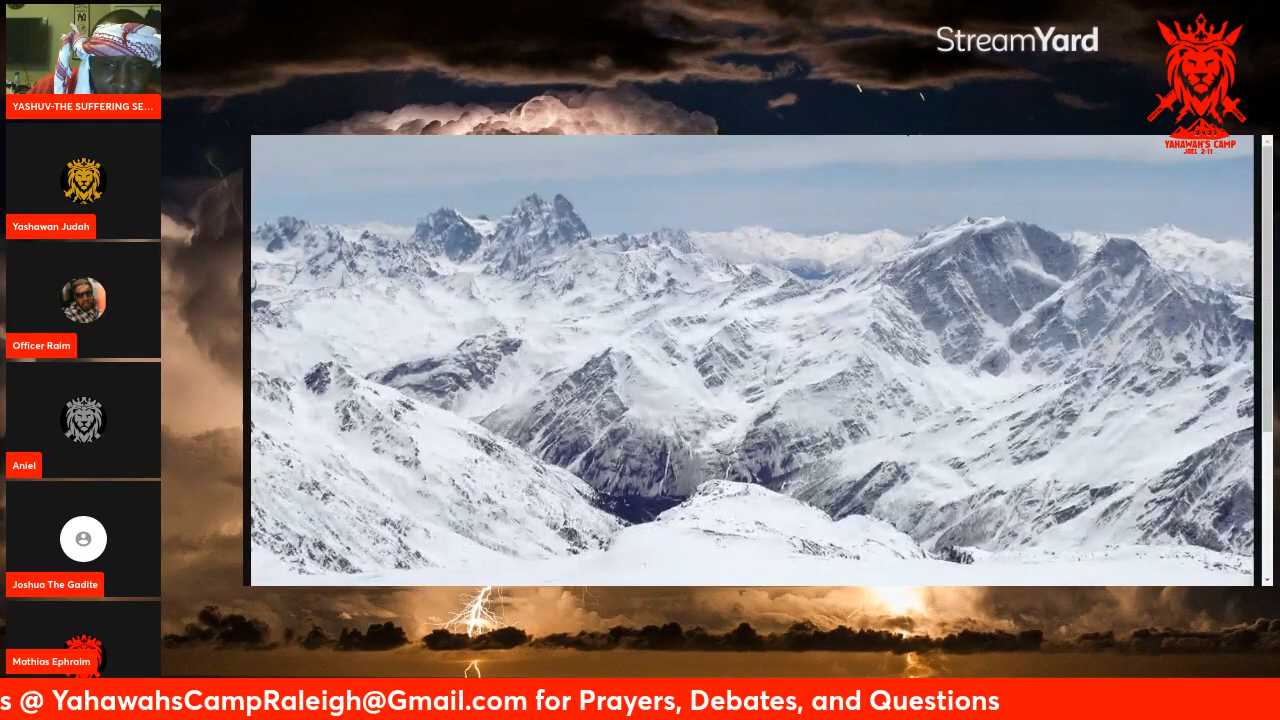 StreamYard
YAHAWAH'S CAMP
JOEL 2:11
YASHUV-THE SUFFERING SE...
Yashawan Judah
Officer Raim
Aniel
Joshua The Gadite
Mathias Ephraim
s @ YahawahsCampRaleigh@Gmail.com for Prayers, Debates, and Questions